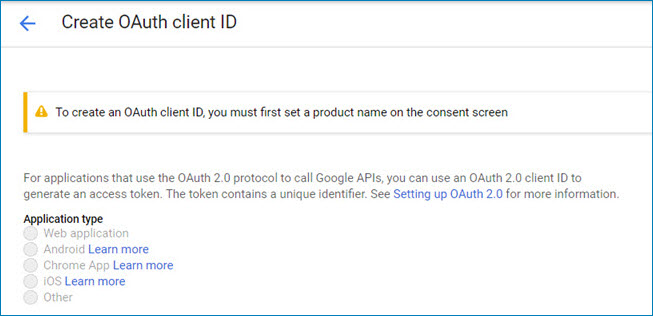 Create OAuth client ID
To create an OAuth client ID, you must first set a product name on the consent screen
For applications that use the OAuth 2.0 protocol to call Google APIs, you can use an OAuth 2.0 client ID to
generate an access token. The token contains a unique identifier. See Setting up OAuth 2.0 for more information.
Application type
Web application
Android Learn more
Chrome App Learn more
iOS Learn more
Other